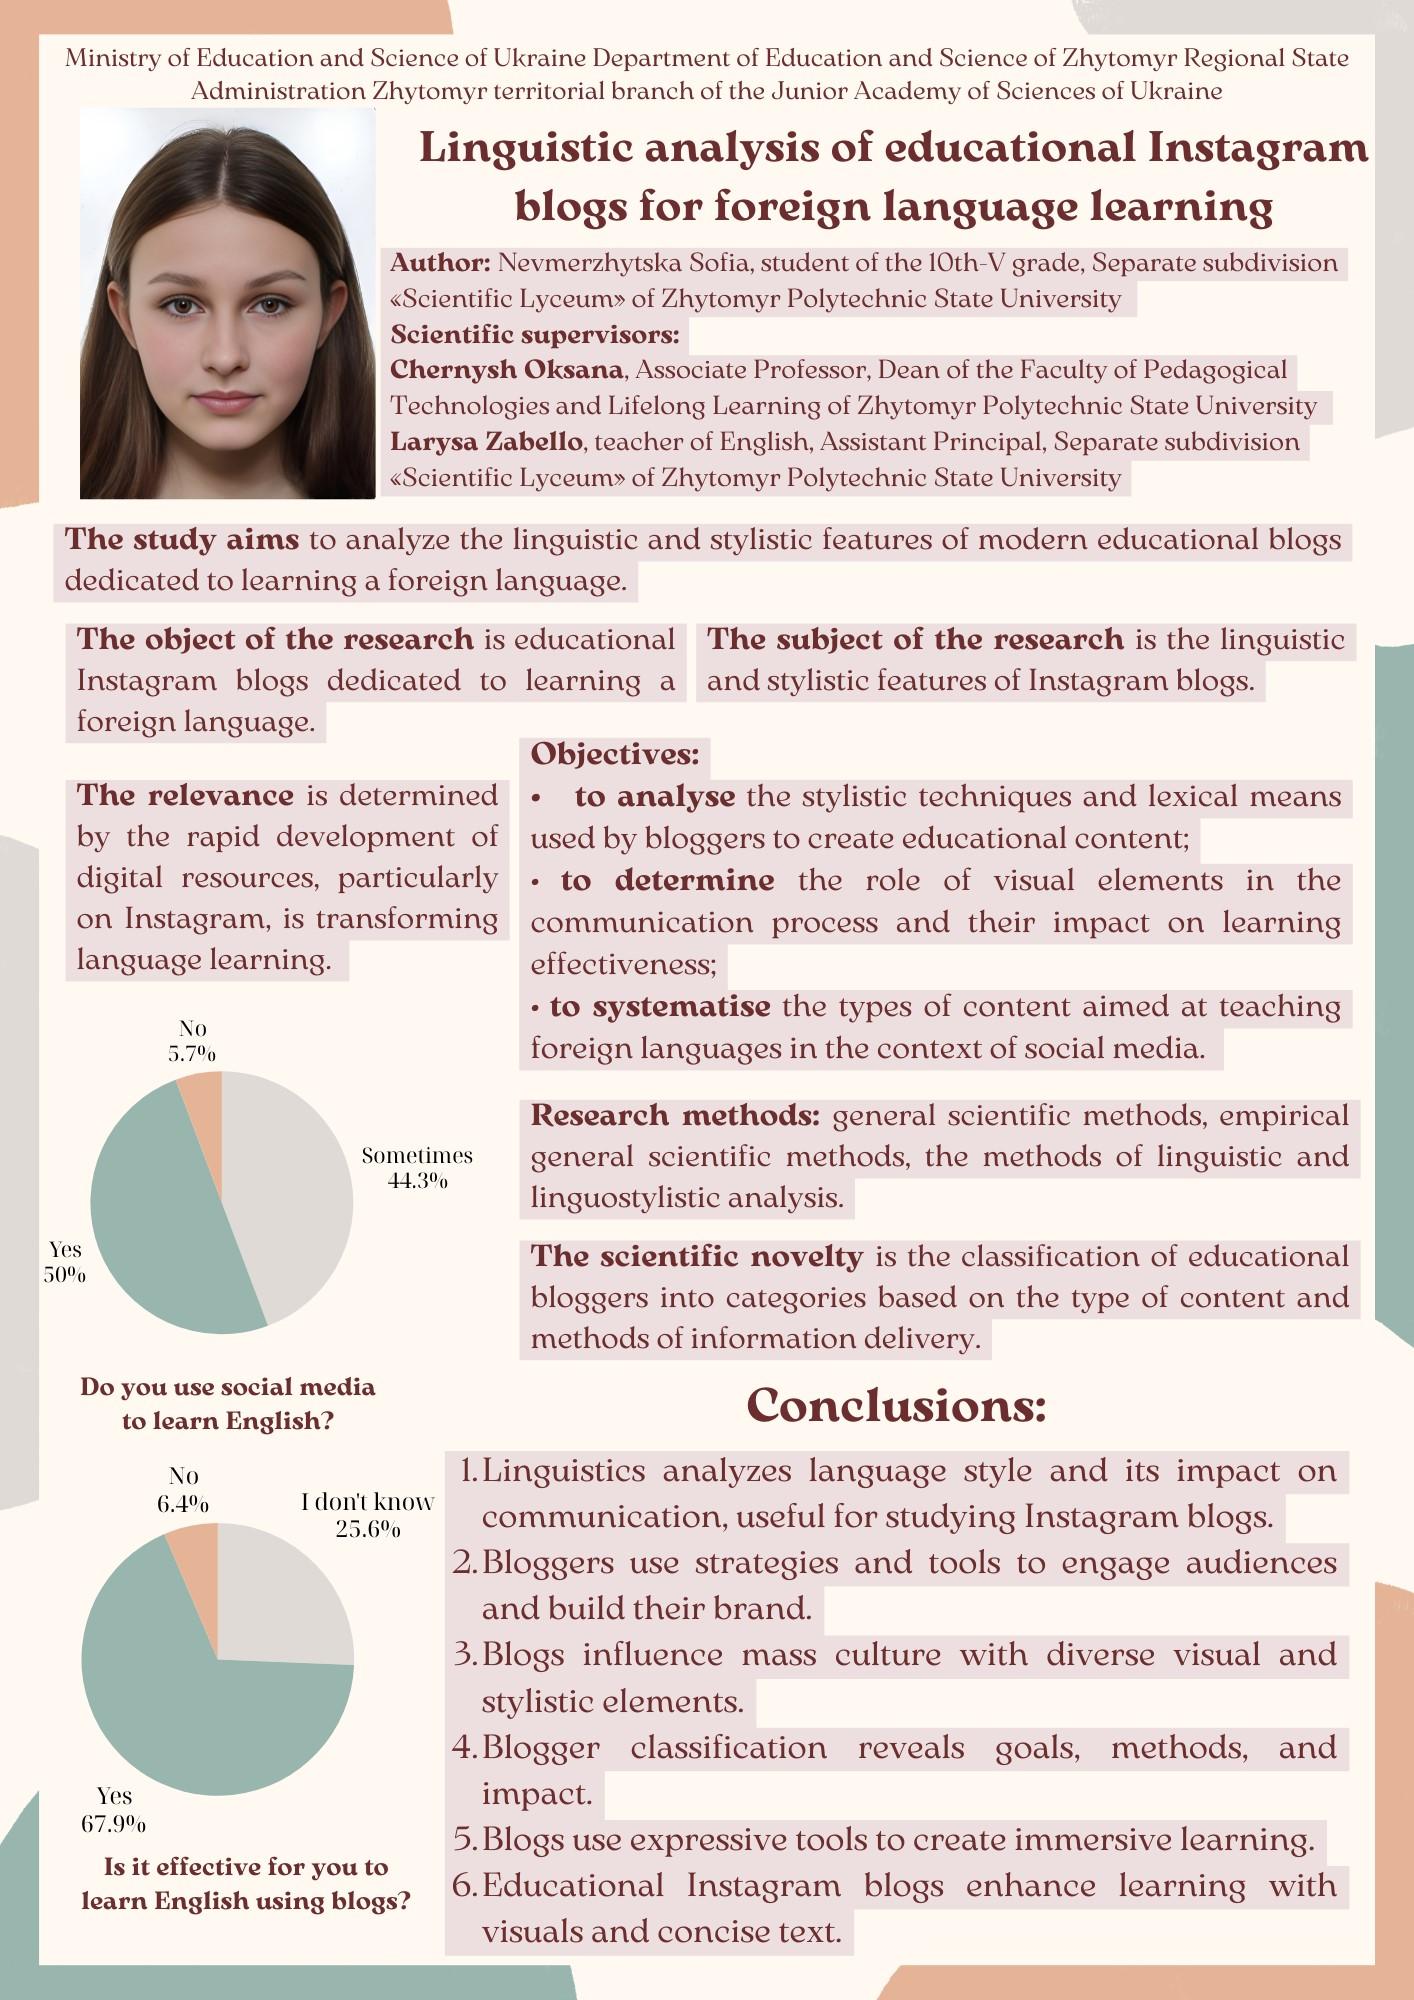 Ministry of Education and Science of Ukraine Department of Education and Science of Zhytomyr Regional State
Administration Zhytomyr territorial branch of the Junior Academy of Sciences of Ukraine
Linguistic analysis of educational Instagram
blogs for foreign language learning
Author: Nevmerzhytska Sofia, student of the 10th-V grade, Separate subdivision
«Scientific Lyceum» of Zhytomyr Polytechnic State University
Scientific supervisors:
Chernysh Oksana, Associate Professor, Dean of the Faculty of Pedagogical
Technologies and Lifelong Learning of Zhytomyr Polytechnic State University
Larysa Zabello, teacher of English, Assistant Principal, Separate subdivision
«Scientific Lyceum» of Zhytomyr Polytechnic State University
The study aims to analyze the linguistic and stylistic features of modern educational blogs
dedicated to learning a foreign language.
The object of the research is educational
Instagram blogs dedicated to learning a
foreign language.
The subject of the research is the linguistic
and stylistic features of Instagram blogs.
The relevance is determined
by the rapid development of
digital resources, particularly
on Instagram, is transforming
language learning.
Objectives:
• to analyse the stylistic techniques and lexical means
used by bloggers to create educational content;
• to determine the role of visual elements in the
communication process and their impact on learning
effectiveness;
• to systematise the types of content aimed at teaching
foreign languages in the context of social media.
Research methods: general scientific methods, empirical
general scientific methods, the methods of linguistic and
linguostylistic analysis.
The scientific novelty is the classification of educational
bloggers into categories based on the type of content and
methods of information delivery.
No
5.7%
Sometimes
44.3%
Yes
50%
Do you use social media
to learn English?
No
6.4%
I don't know
25.6%
Yes
67.9%
Is it effective for you to
learn English using blogs?
Conclusions:
1. Linguistics analyzes language style and its impact on
communication, useful for studying Instagram blogs.
2. Bloggers use strategies and tools to engage audiences
and build their brand.
3. Blogs influence mass culture with diverse visual and
stylistic elements.
4. Blogger classification reveals goals, methods, and
impact.
5. Blogs use expressive tools to create immersive learning.
6. Educational Instagram blogs enhance learning with
visuals and concise text.